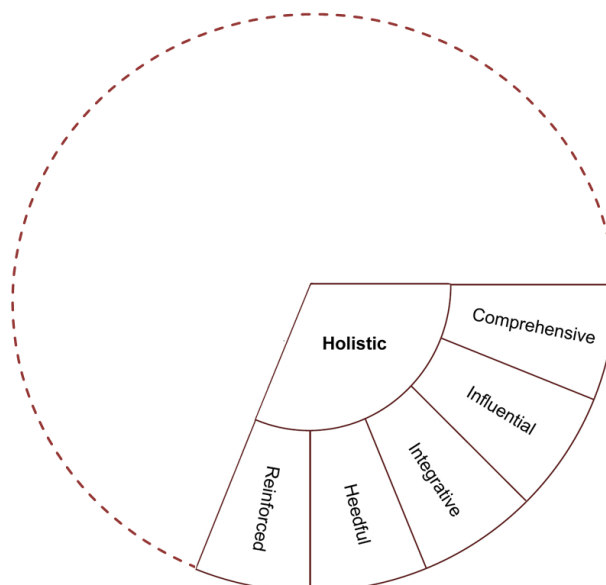 Holistic
Comprehensive
Influential
Integrative
Heedful
Reinforced